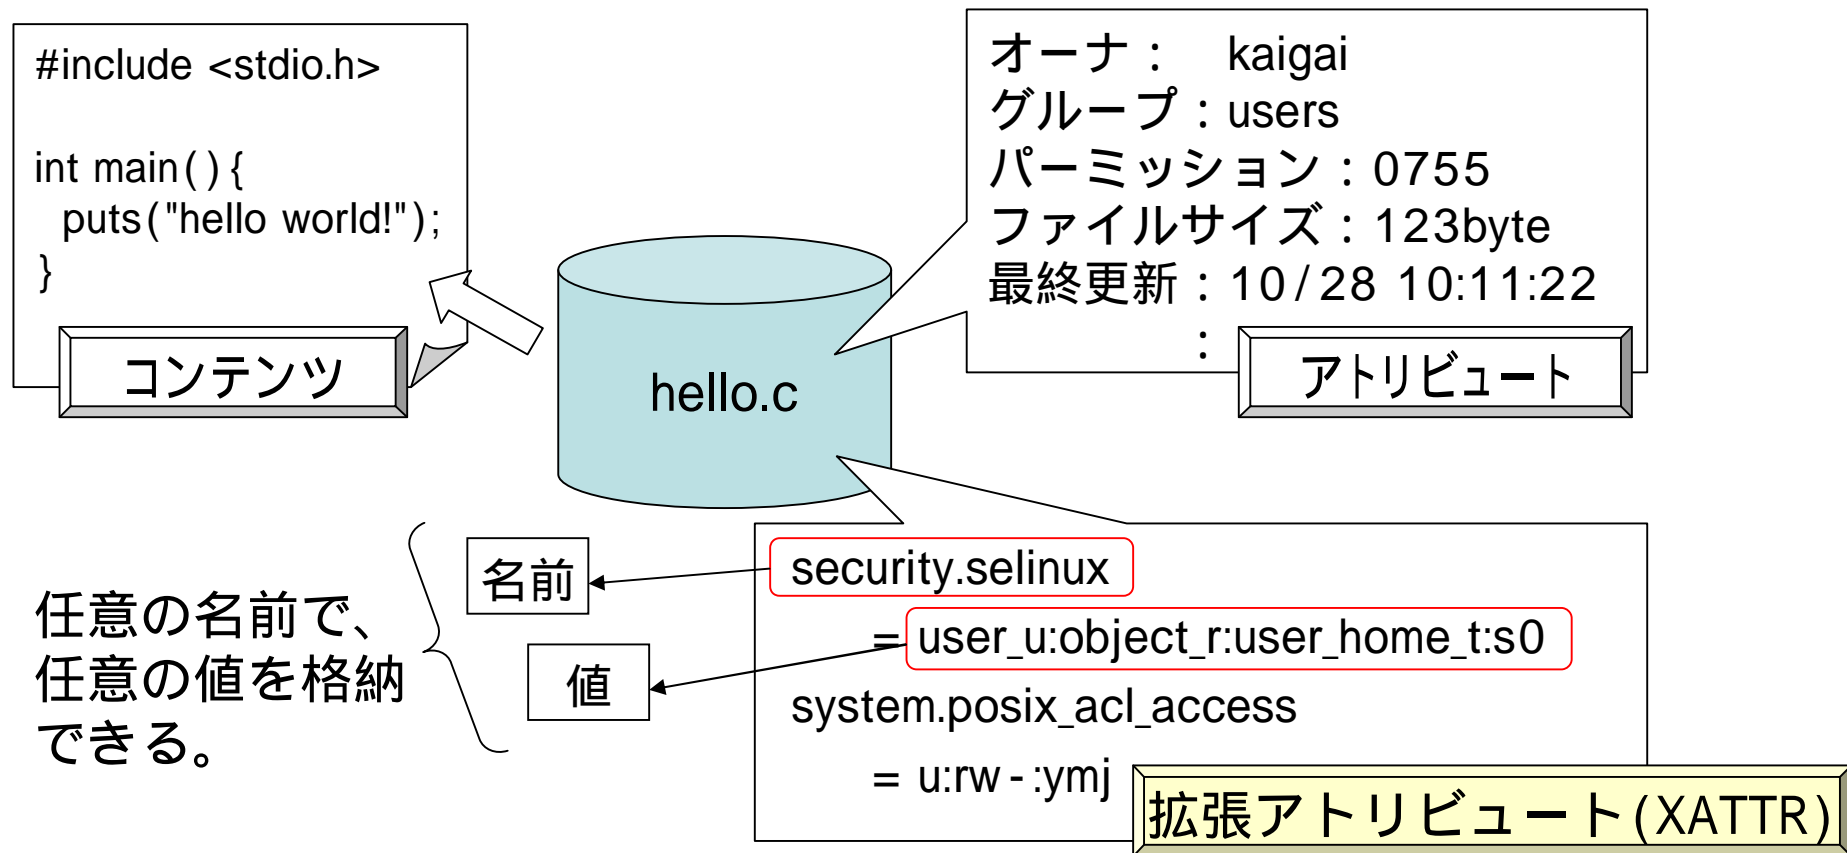 #include <stdio.h>
int main(){
puts("hello world!");
}
コンテンツ
オーナ： kaigai
グループ：users
パーミッション：0755
ファイルサイズ：123byte
最終更新：10/28 10:11:22
：
アトリビュート
hello.c
任意の名前で、
任意の値を格納
できる。
名前
値
security.selinux
= user_u:object_r:user_home_t:s0
system.posix_acl_access
= u:rw-:ymj
拡張アトリビュート(XATTR)